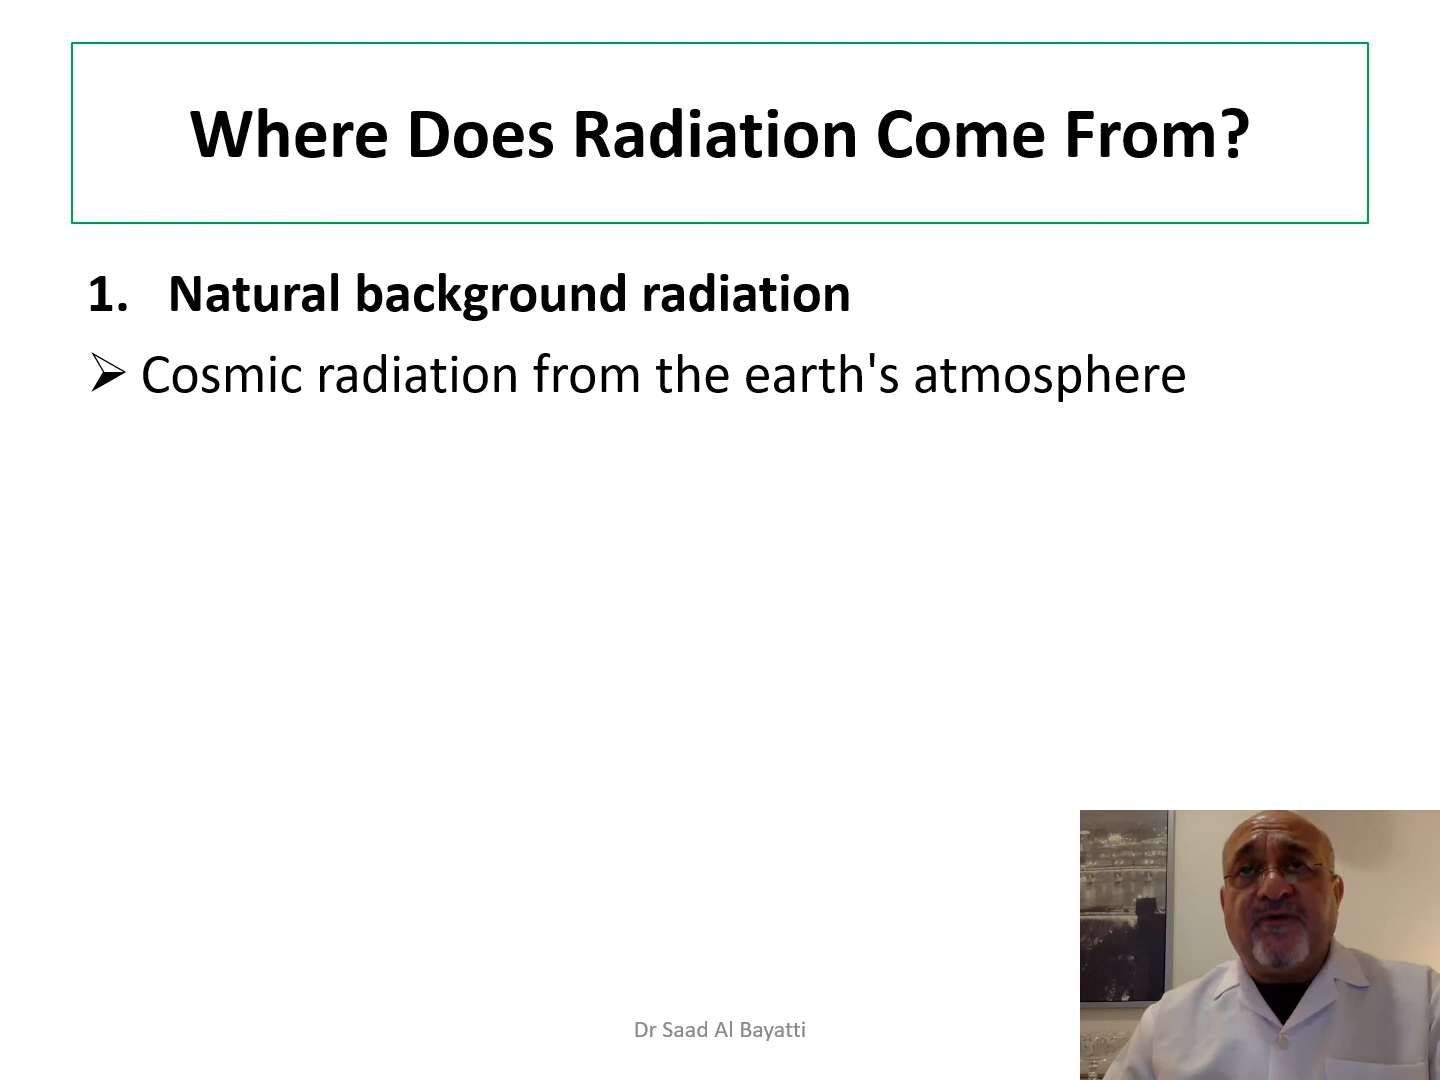 Where Does Radiation Come From?
1. Natural background radiation
➢ Cosmic radiation from the earth's atmosphere
Dr Saad Al Bayatti